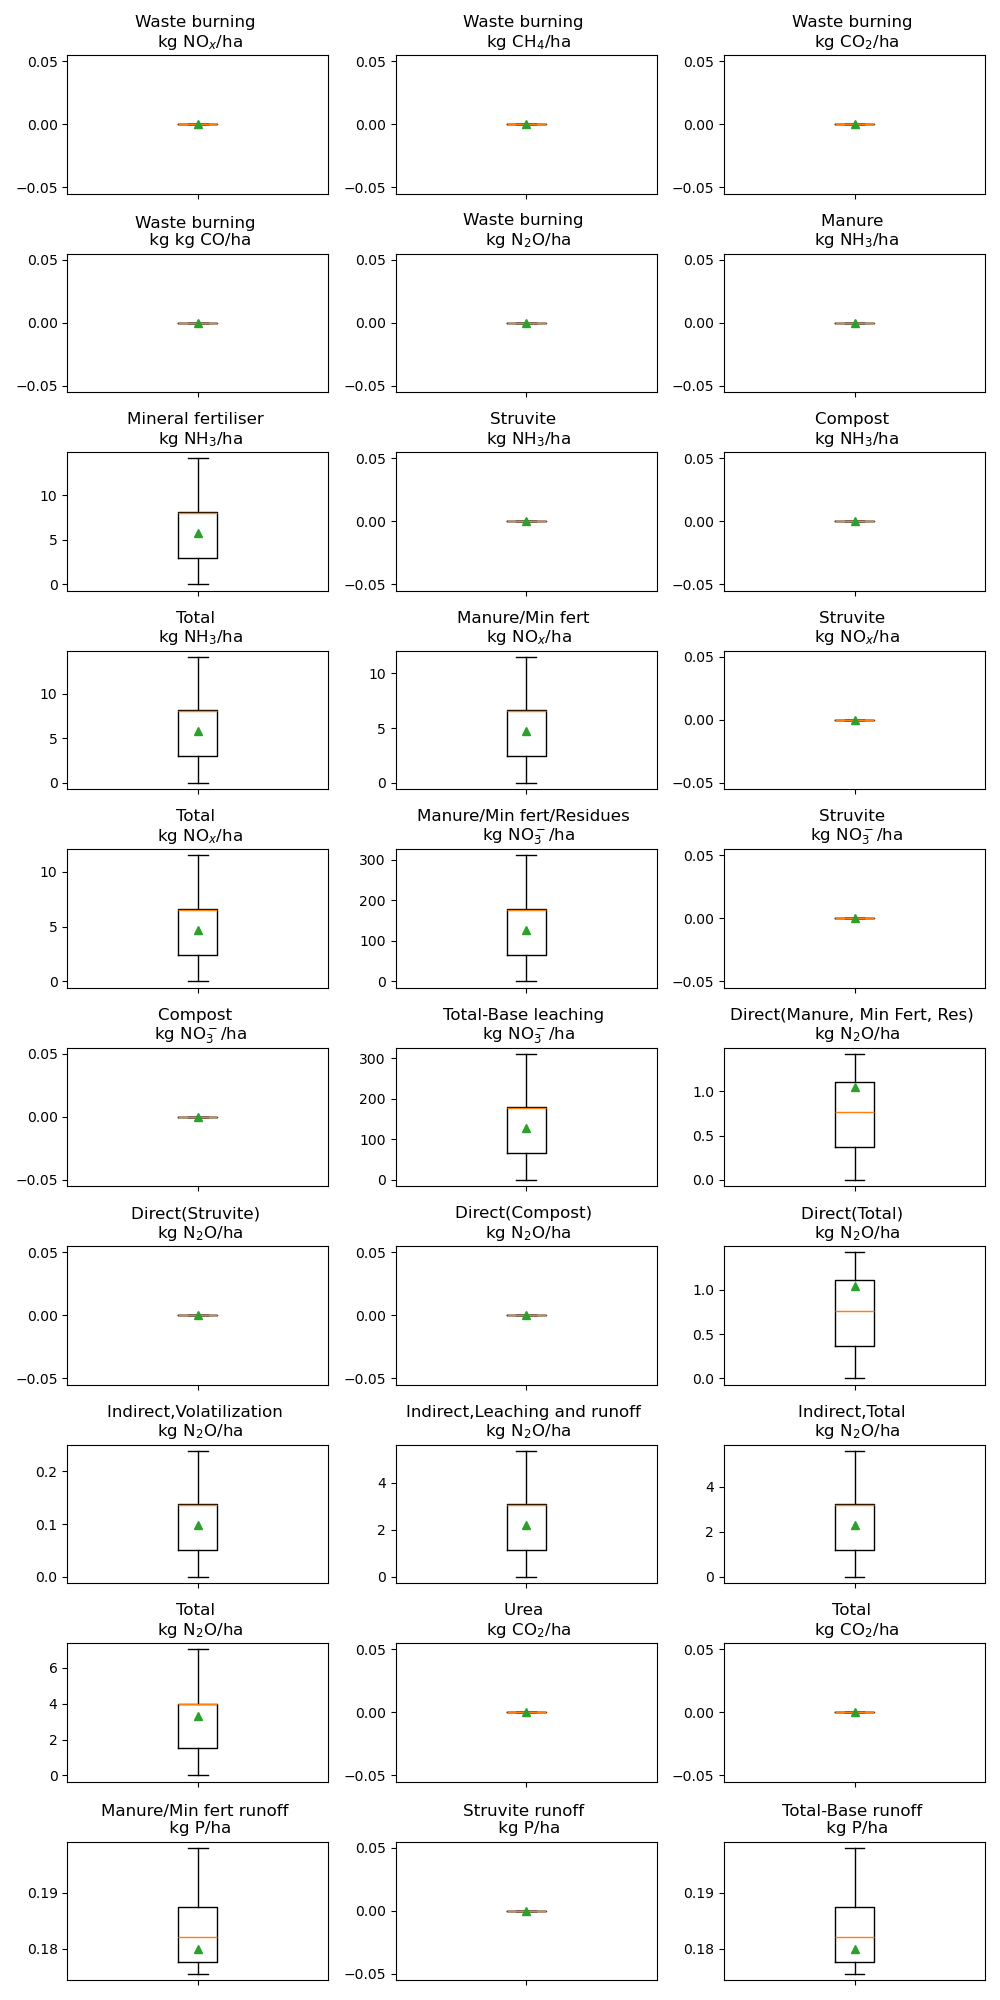 Waste burning
kg NOₓ/ha
0.05
0.00
−0.05
Waste burning
kg CH₄/ha
Waste burning
kg CO₂/ha
0.05
0.00
−0.05
0.05
0.00
−0.05
Waste burning
kg kg CO/ha
0.05
0.00
−0.05
Waste burning
kg N₂O/ha
0.05
0.00
−0.05
Manure
kg NH₃/ha
0.05
0.00
−0.05
Mineral fertiliser
kg NH₃/ha
10
5
0
Struvite
kg NH₃/ha
0.05
0.00
−0.05
Compost
kg NH₃/ha
0.05
0.00
−0.05
Total
kg NH₃/ha
10
5
0
Manure/Min fert
kg NOₓ/ha
10
5
0
Struvite
kg NOₓ/ha
0.05
0.00
−0.05
Total
kg NOₓ/ha
10
5
0
Manure/Min fert/Residues
kg NO₃⁻/ha
300
200
100
0
Struvite
kg NO₃⁻/ha
0.05
0.00
−0.05
Compost
kg NO₃⁻/ha
0.05
0.00
−0.05
Total-Base leaching
kg NO₃⁻/ha
300
200
100
0
Direct(Manure, Min Fert, Res)
kg N₂O/ha
1.0
0.5
0.0
Direct(Struvite)
kg N₂O/ha
0.05
0.00
−0.05
Direct(Compost)
kg N₂O/ha
0.05
0.00
−0.05
Direct(Total)
kg N₂O/ha
1.0
0.5
0.0
Indirect,Volatilization
kg N₂O/ha
0.2
0.1
0.0
Indirect,Leaching and runoff
kg N₂O/ha
4
2
0
Indirect,Total
kg N₂O/ha
4
2
0
Total
kg N₂O/ha
6
4
2
0
Urea
kg CO₂/ha
0.05
0.00
−0.05
Total
kg CO₂/ha
0.05
0.00
−0.05
Manure/Min fert runoff
kg P/ha
0.19
0.18
Struvite runoff
kg P/ha
0.05
0.00
−0.05
Total-Base runoff
kg P/ha
0.19
0.18